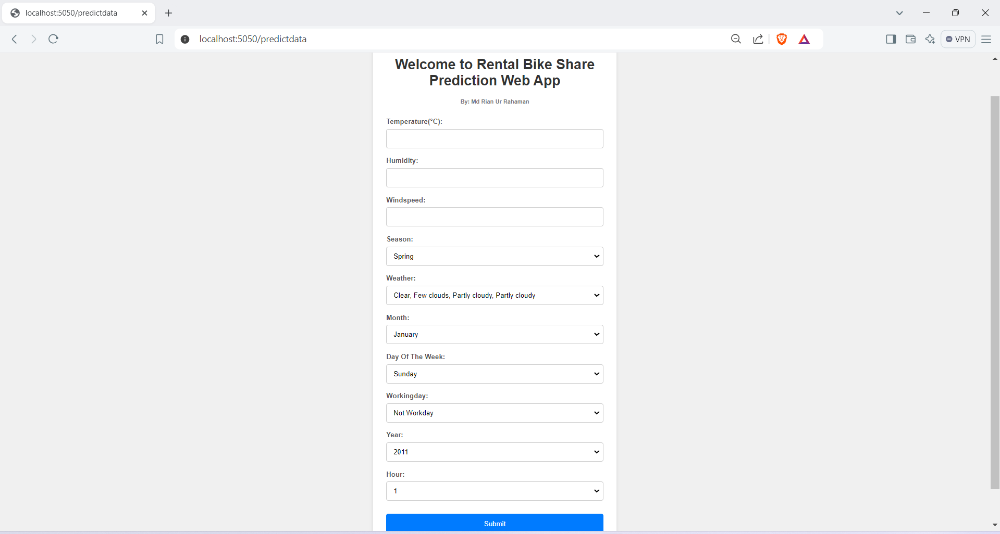 localhost:5050/predictdata
localhost:5050/predictdata
VPN
Welcome to Rental Bike Share
Prediction Web App
By: Md Rian Ur Rahaman
Temperature(°C):
Humidity:
Windspeed:
Season:
Spring
Weather:
Clear, Few clouds, Partly cloudy, Partly cloudy
Month:
January
Day Of The Week:
Sunday
Workingday:
Not Workday
Year:
2011
Hour:
1
Submit